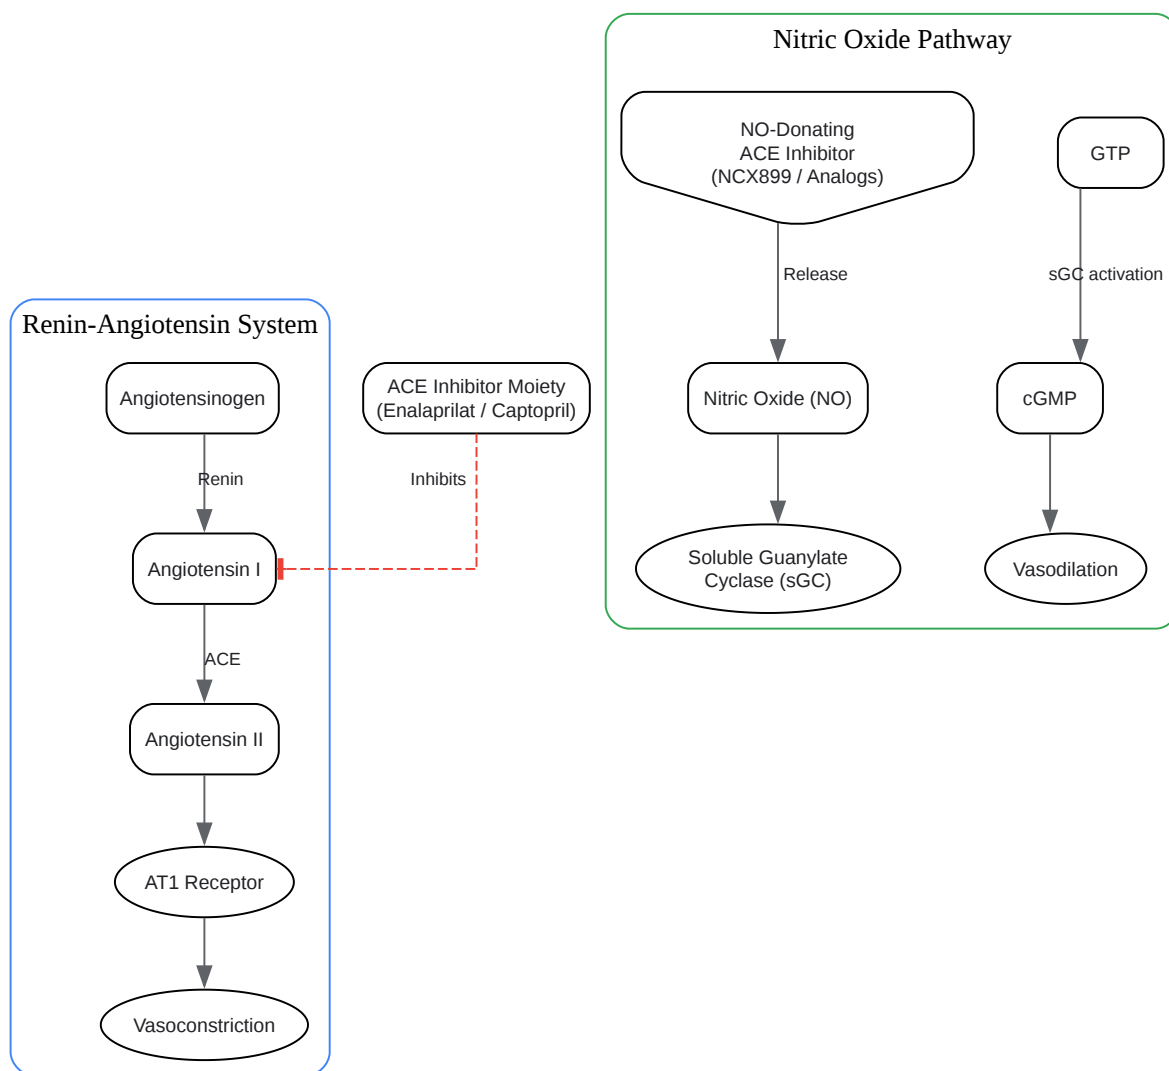 Nitric Oxide Pathway
NO-Donating
ACE Inhibitor
(NCX899 / Analogs)
GTP
Release
sGC activation
Renin-Angiotensin System
Angiotensinogen
ACE Inhibitor Moiety
(Enalaprilat / Captopril)
Nitric Oxide (NO)
cGMP
Renin
Inhibits
Angiotensin I
Soluble Guanylate
Cyclase (sGC)
Vasodilation
ACE
Angiotensin II
AT1 Receptor
Vasoconstriction